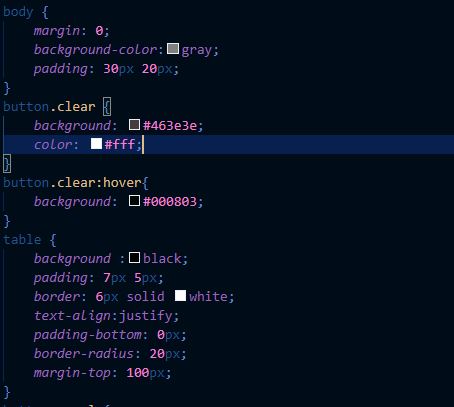 body {
margin: 0;
background-color: gray;
padding: 30px 20px;
}
button.clear {
background: #463e3e;
color: #fff;
}
button.clear:hover{
background: #000803;
}
table {
background :black;
padding: 7px 5px;
border: 6px solid white;
text-align:justify;
padding-bottom: 0px;
border-radius: 20px;
margin-top: 100px;
}